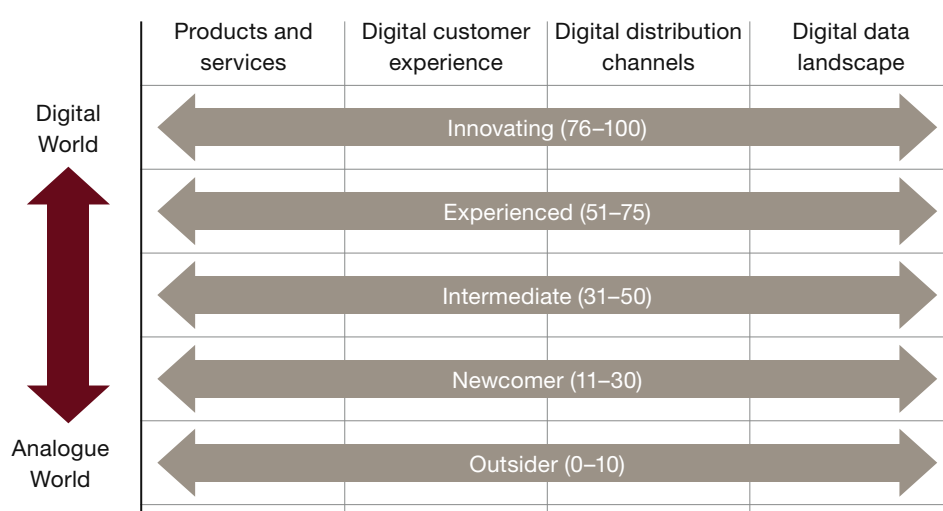 Products and
services
Digital customer
experience
Digital distribution
channels
Digital data
landscape
Digital
World
Innovating (76–100)
Experienced (51–75)
Intermediate (31–50)
Newcomer (11–30)
Analogue
World
Outsider (0–10)